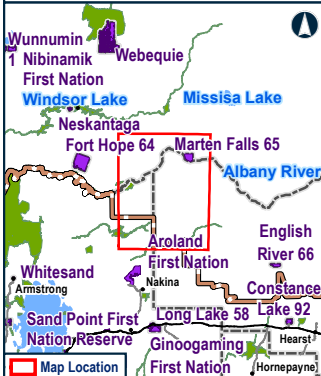 Wunnumin
1 Nibinamik
First Nation
Webequie
Windsor Lake
Missisa Lake
Neskantaga
Fort Hope 64
Marten Falls 65
Albany River
Aroland
First Nation
English
River 66
Whitesand
Armstrong
Nakina
Constance
Lake 92
Sand Point First
Nation Reserve
Long Lake 58
Hearst
Ginoogaming
First Nation
Hornepayne
Map Location